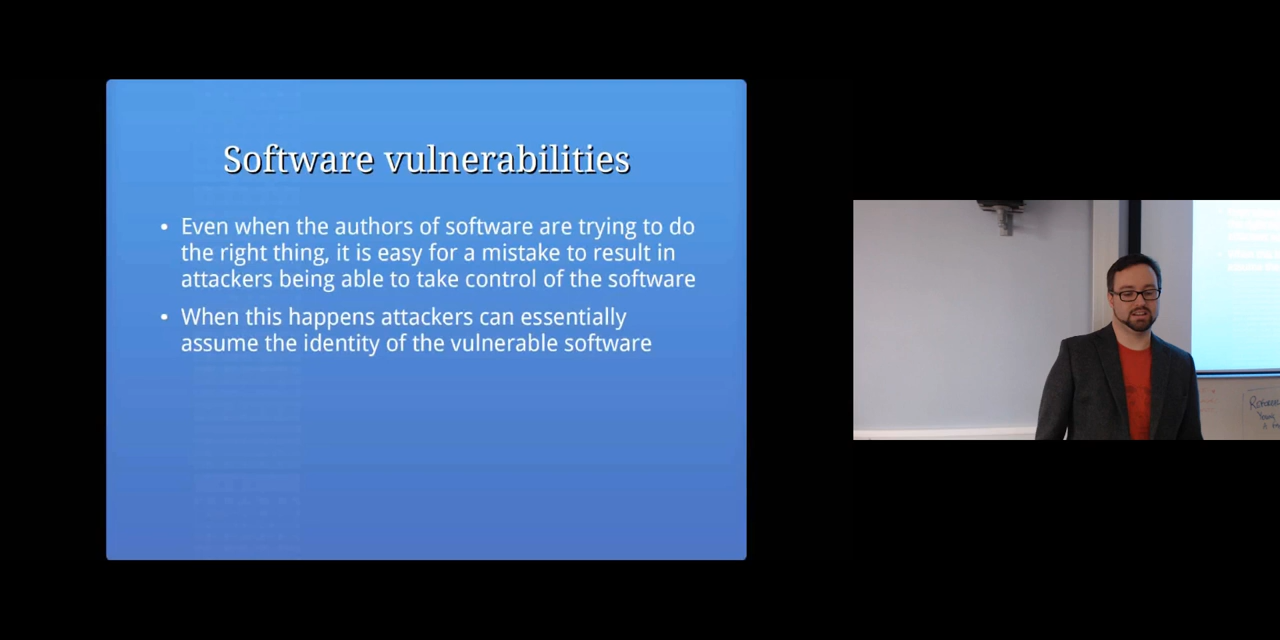 Software vulnerabilities
• Even when the authors of software are trying to do
the right thing, it is easy for a mistake to result in
attackers being able to take control of the software
• When this happens attackers can essentially
assume the identity of the vulnerable software